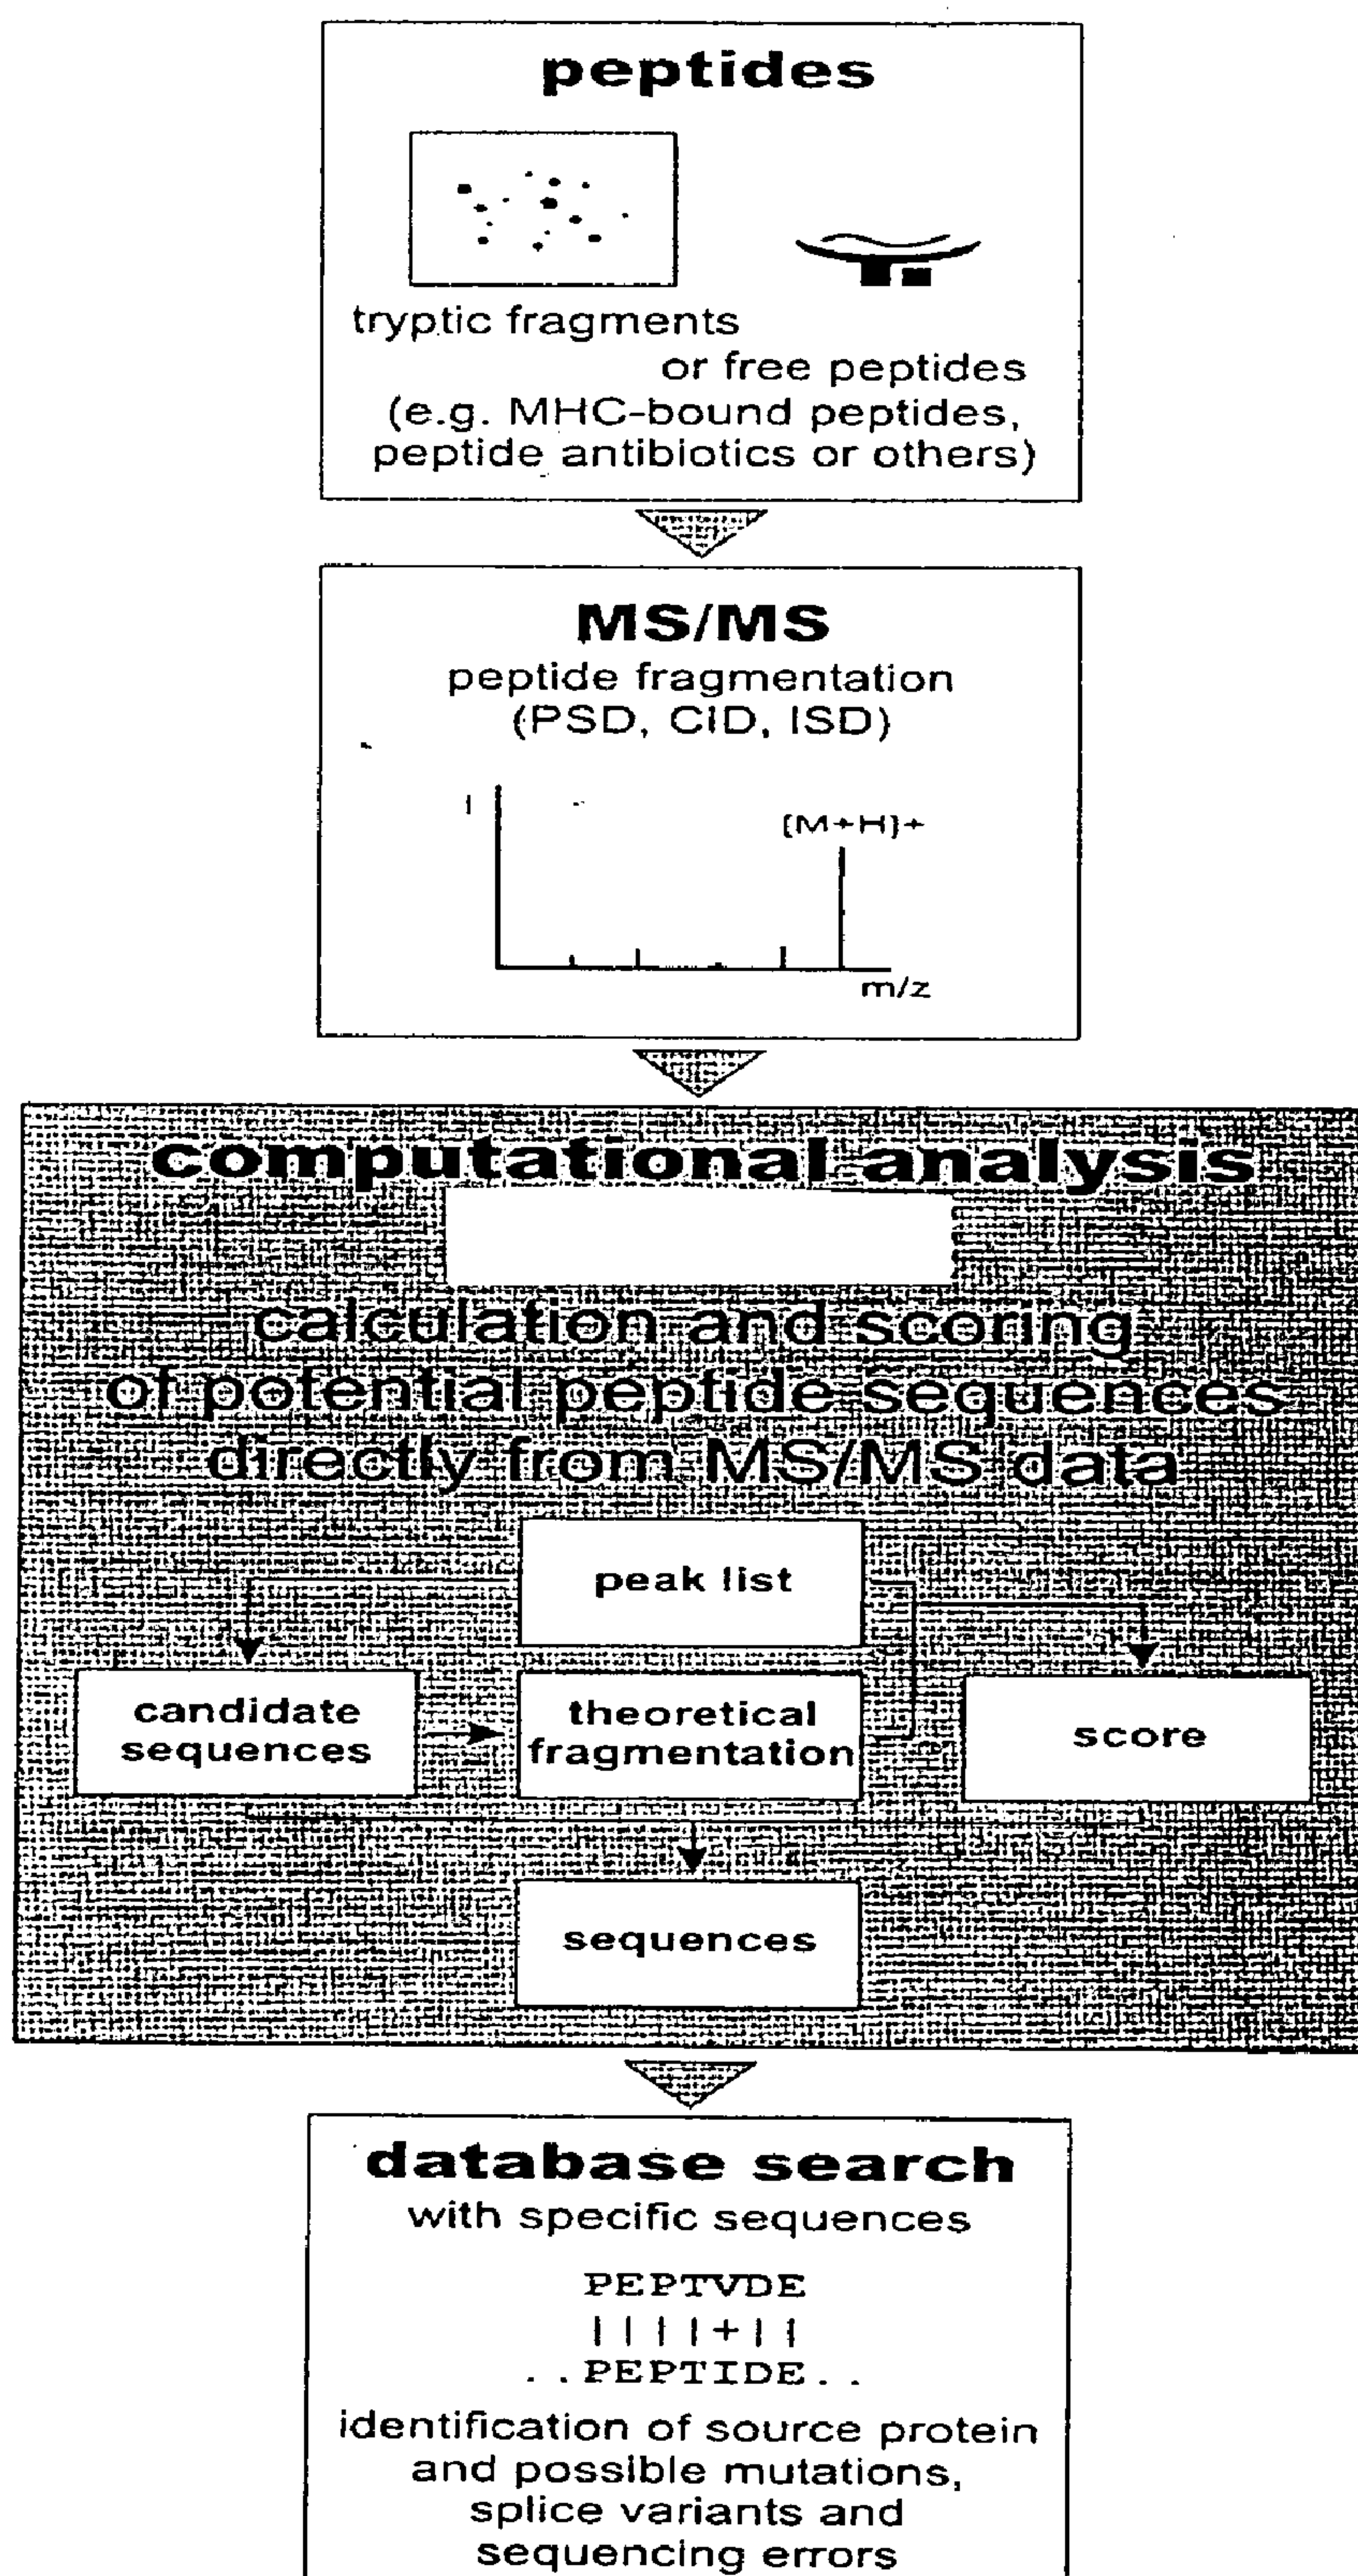 peptides
tryptic fragments
or free peptides
(e.g. MHC-bound peptides,
peptide antibiotics or others)
MS/MS
peptide fragmentation
(PSD, CID, ISD)
I
[M+H]+
m/z
computational analysis
calculation and scoring
of potential peptide sequences
directly from MS/MS data
peak list
candidate
sequences
theoretical
fragmentation
score
sequences
database search
with specific sequences
PEPTVDE
||||+||
..PEPTIDE..
identification of source protein
and possible mutations,
splice variants and
sequencing errors